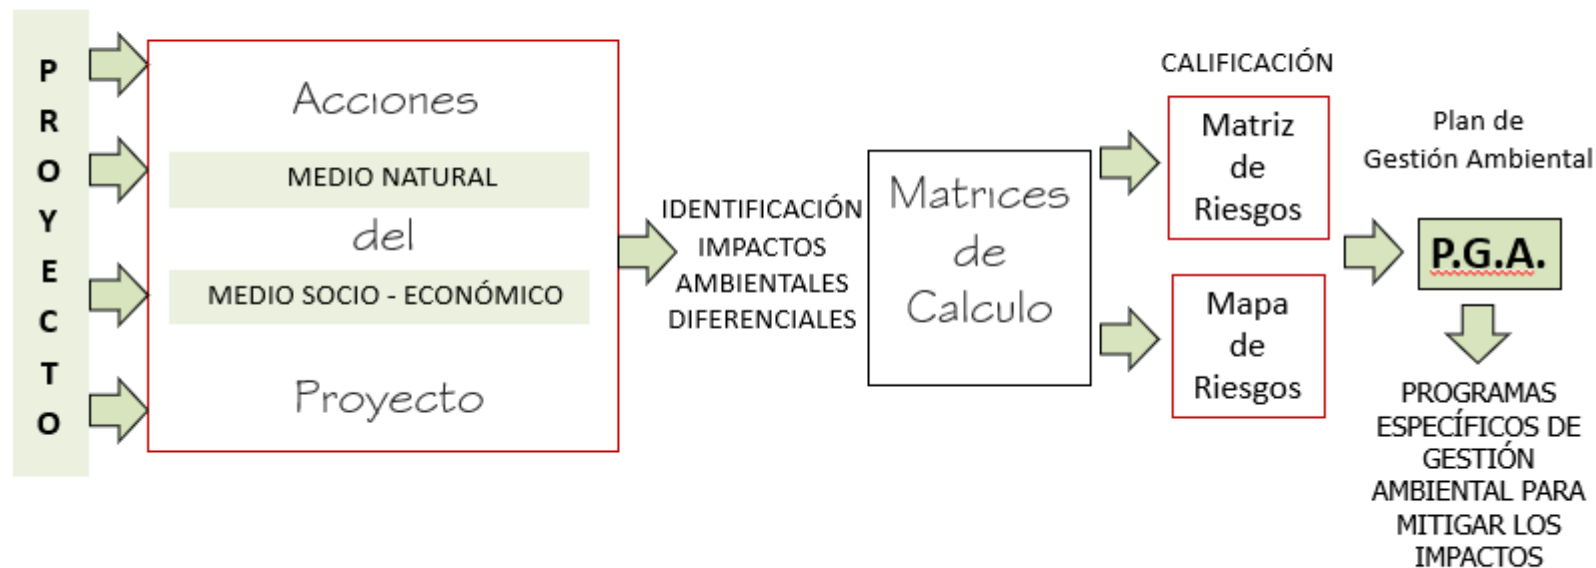 PROYECTO
Acciones
MEDIO NATURAL
del
MEDIO SOCIO - ECONÓMICO
Proyecto
IDENTIFICACIÓN
IMPACTOS
AMBIENTALES
DIFERENCIALES
Matrices
de
Calculo
CALIFICACIÓN
Matriz
de
Riesgos
Mapa
de
Riesgos
Plan de
Gestión Ambiental
P.G.A.
PROGRAMAS
ESPECÍFICOS DE
GESTIÓN
AMBIENTAL PARA
MITIGAR LOS
IMPACTOS